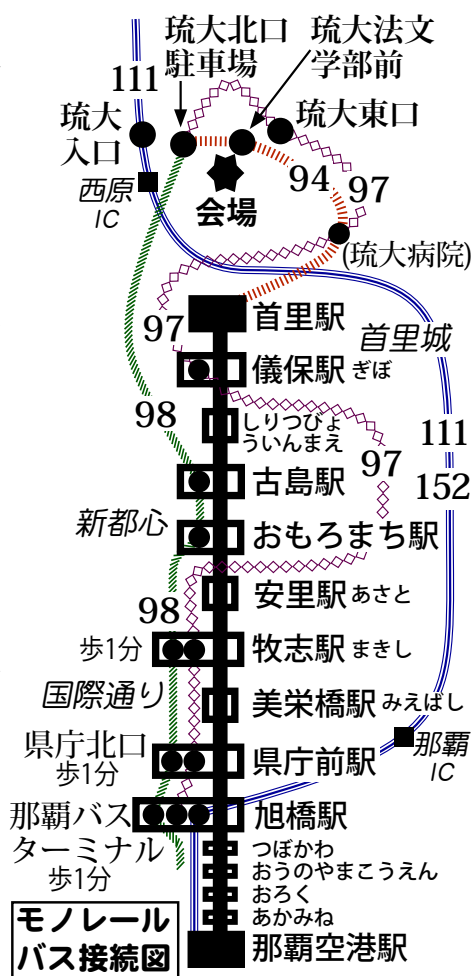 琉大北口
駐車場
琉大法文
学部前
111
琉大
入口
琉大東口
94
97
西原
IC
会場
(琉大病院)
首里駅
首里城
97
儀保駅 ぎぼ
98
しりつびょ
ういんまえ
111
97
152
古島駅
新都心
おもろまち駅
安里駅 あさと
98
歩1分
牧志駅 まきし
国際通り
美栄橋駅 みえばし
県庁北口
歩1分
県庁前駅
那覇
IC
那覇バス
ターミナル
歩1分
旭橋駅
つぼかわ
おうのやまこうえん
おろく
あかみね
那覇空港駅
モノレール
バス接続図